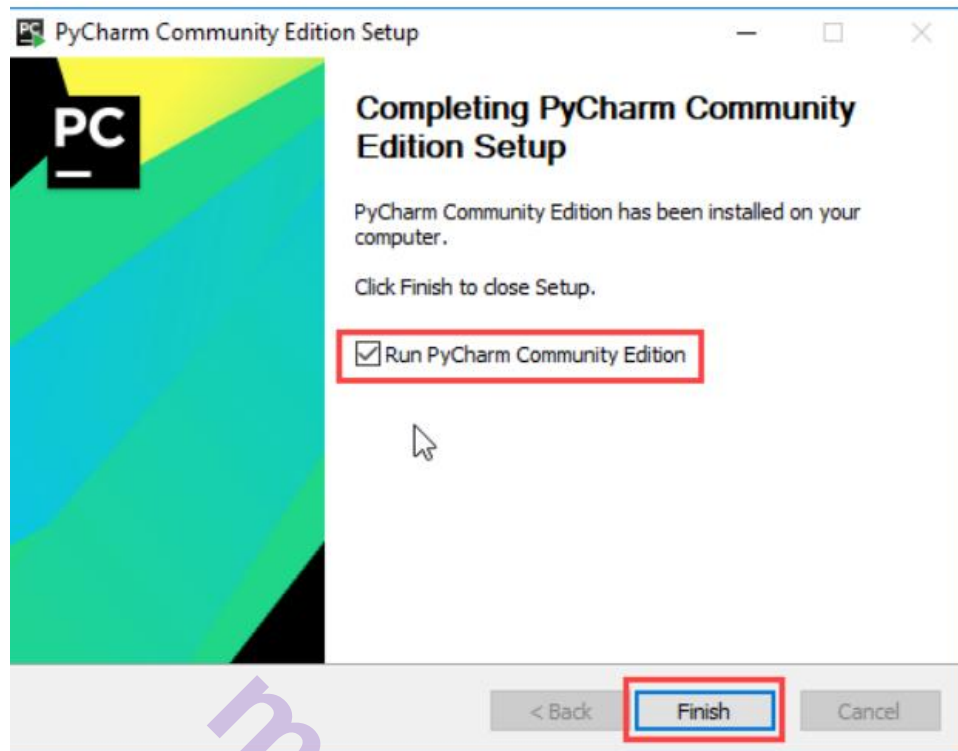 PyCharm Community Edition Setup
PC
Completing PyCharm Community
Edition Setup
PyCharm Community Edition has been installed on your
computer.
Click Finish to close Setup.
Run PyCharm Community Edition
< Back
Finish
Cancel